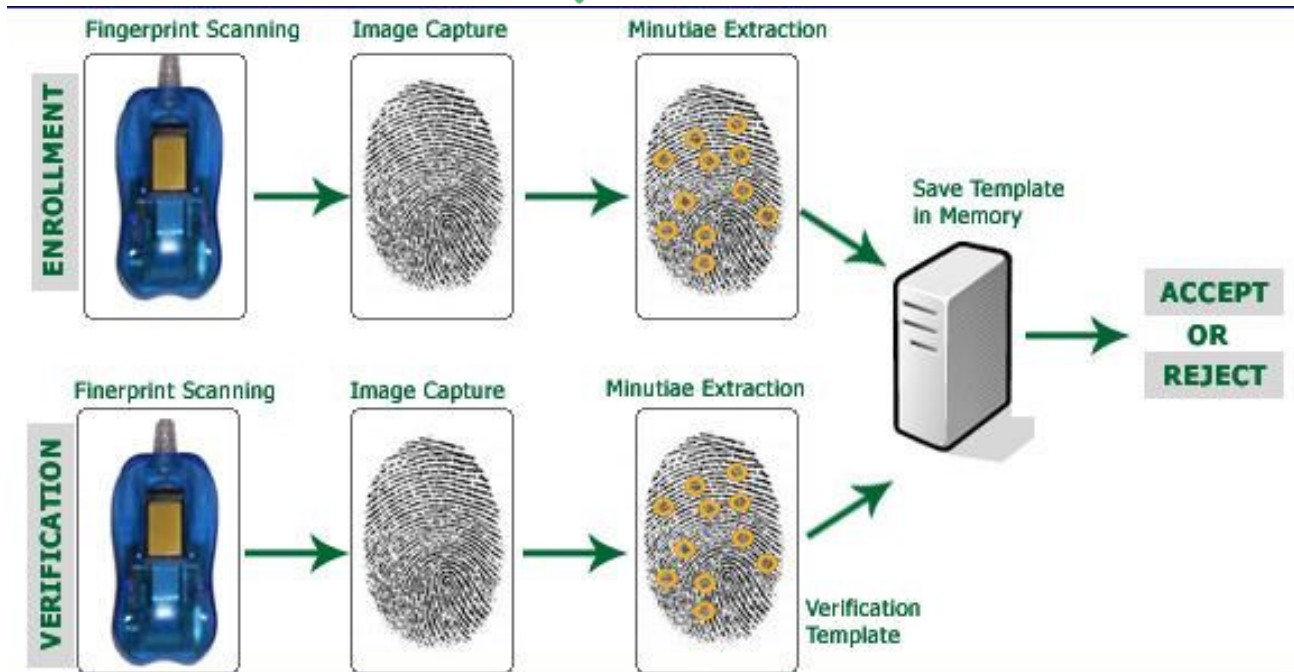 Fingerprint Scanning
Image Capture
Minutiae Extraction
ENROLLMENT
Save Template
in Memory
ACCEPT
OR
REJECT
Finerprint Scanning
Image Capture
Minutiae Extraction
VERIFICATION
Verification
Template